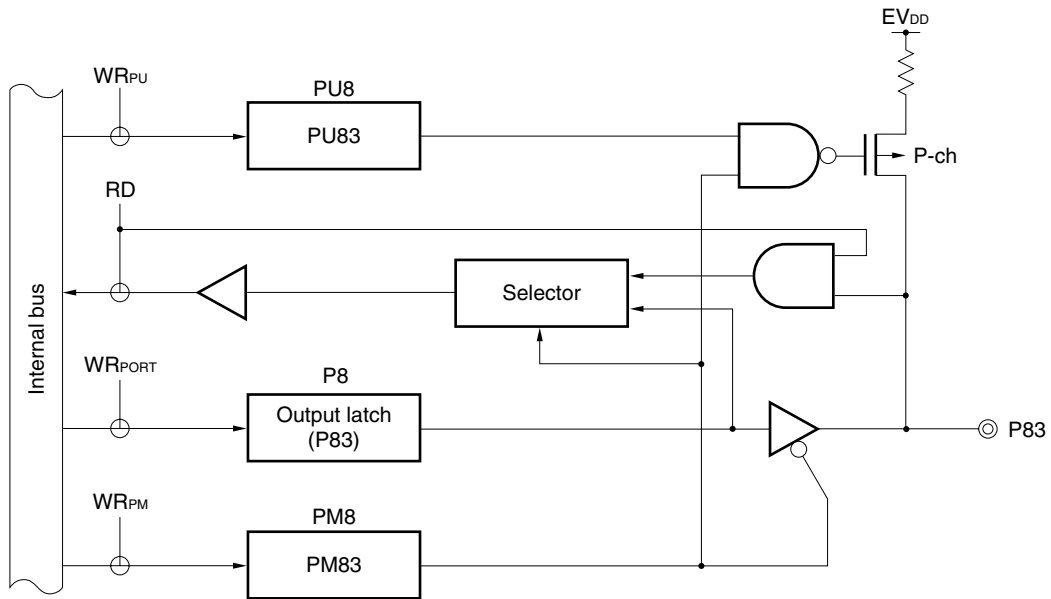 EVDD
WRPU
PU8
PU83
P-ch
RD
Selector
Internal bus
WRPORT
P8
Output latch
(P83)
P83
WRPM
PM8
PM83